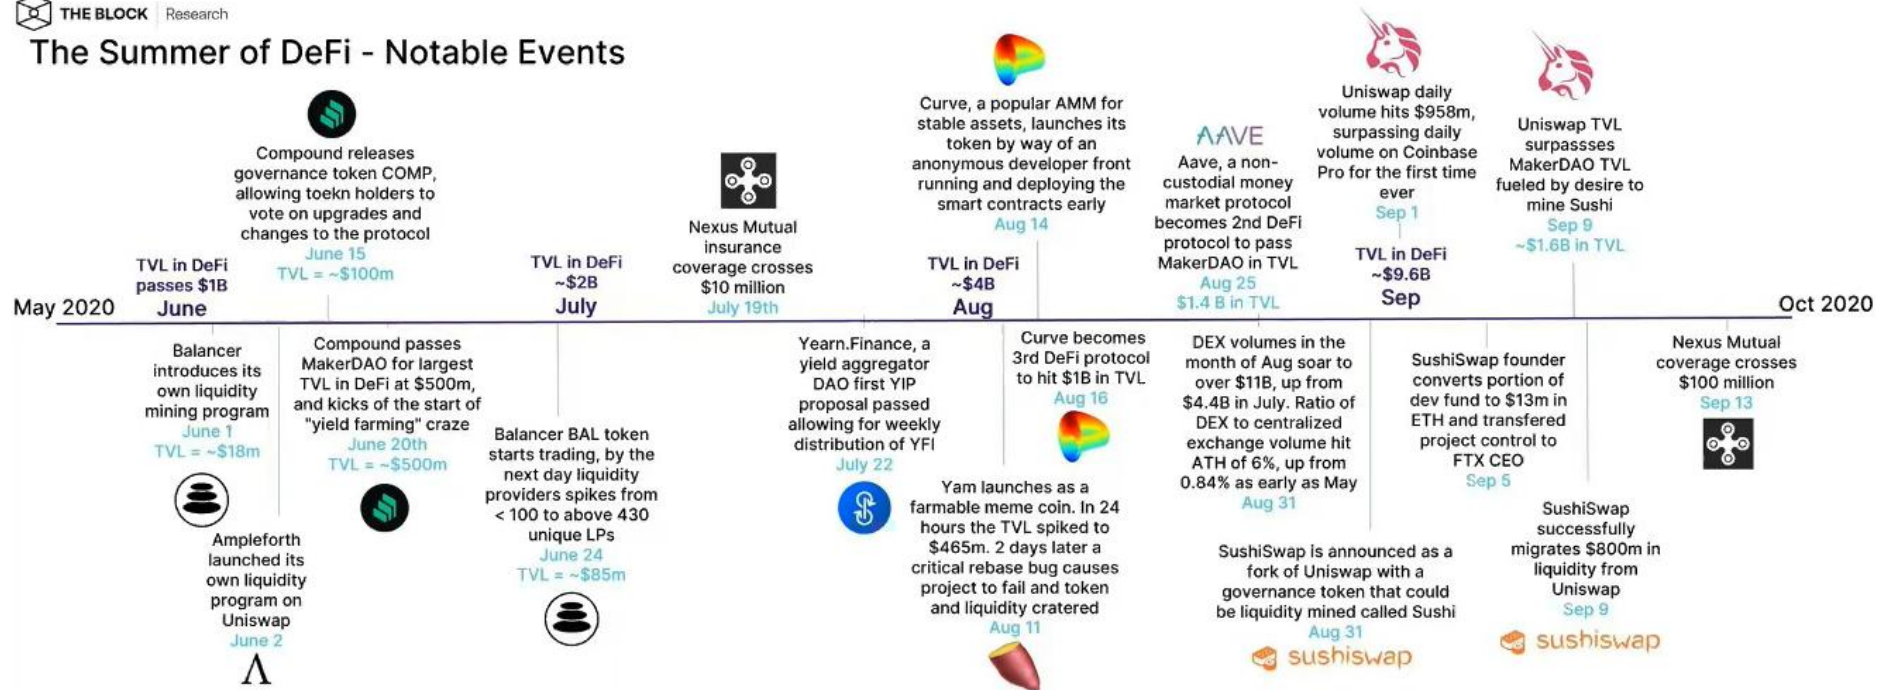 THE BLOCK Research
The Summer of DeFi - Notable Events
Compound releases
governance token COMP,
allowing toekn holders to
vote on upgrades and
changes to the protocol
June 15
TVL = ~$100m
Nexus Mutual
insurance
coverage crosses
$10 million
July 19th
Curve, a popular AMM for
stable assets, launches its
token by way of an
anonymous developer front
running and deploying the
smart contracts early
Aug 14
AAVE
Aave, a non-
custodial money
market protocol
becomes 2nd DeFi
protocol to pass
MakerDAO in TVL
Aug 25
$1.4 B in TVL
Uniswap daily
volume hits $958m,
surpassing daily
volume on Coinbase
Pro for the first time
ever
Sep 1
Uniswap TVL
surpassses
MakerDAO TVL
fueled by desire to
mine Sushi
Sep 9
~$1.6B in TVL
May 2020
TVL in DeFi
passes $1B
June
TVL in DeFi
~$2B
July
TVL in DeFi
~$4B
Aug
TVL in DeFi
~$9.6B
Sep
Oct 2020
Balancer
introduces its
own liquidity
mining program
June 1
TVL = ~$18m
Ampleforth
launched its
own liquidity
program on
Uniswap
June 2
Compound passes
MakerDAO for largest
TVL in DeFi at $500m,
and kicks of the start of
"yield farming" craze
June 20th
TVL = ~$500m
Balancer BAL token
starts trading, by the
next day liquidity
providers spikes from
< 100 to above 430
unique LPs
June 24
TVL = ~$85m
Yearn.Finance, a
yield aggregator
DAO first YIP
proposal passed
allowing for weekly
distribution of YFI
July 22
Curve becomes
3rd DeFi protocol
to hit $1B in TVL
Aug 16
Yam launches as a
farmable meme coin. In 24
hours the TVL spiked to
$465m. 2 days later a
critical rebase bug causes
project to fail and token
and liquidity cratered
Aug 11
DEX volumes in the
month of Aug soar to
over $11B, up from
$4.4B in July. Ratio of
DEX to centralized
exchange volume hit
ATH of 6%, up from
0.84% as early as May
Aug 31
SushiSwap is announced as a
fork of Uniswap with a
governance token that could
be liquidity mined called Sushi
Aug 31
sushiswap
SushiSwap founder
converts portion of
dev fund to $13m in
ETH and transfered
project control to
FTX CEO
Sep 5
SushiSwap
successfully
migrates $800m in
liquidity from
Uniswap
Sep 9
sushiswap
Nexus Mutual
coverage crosses
$100 million
Sep 13